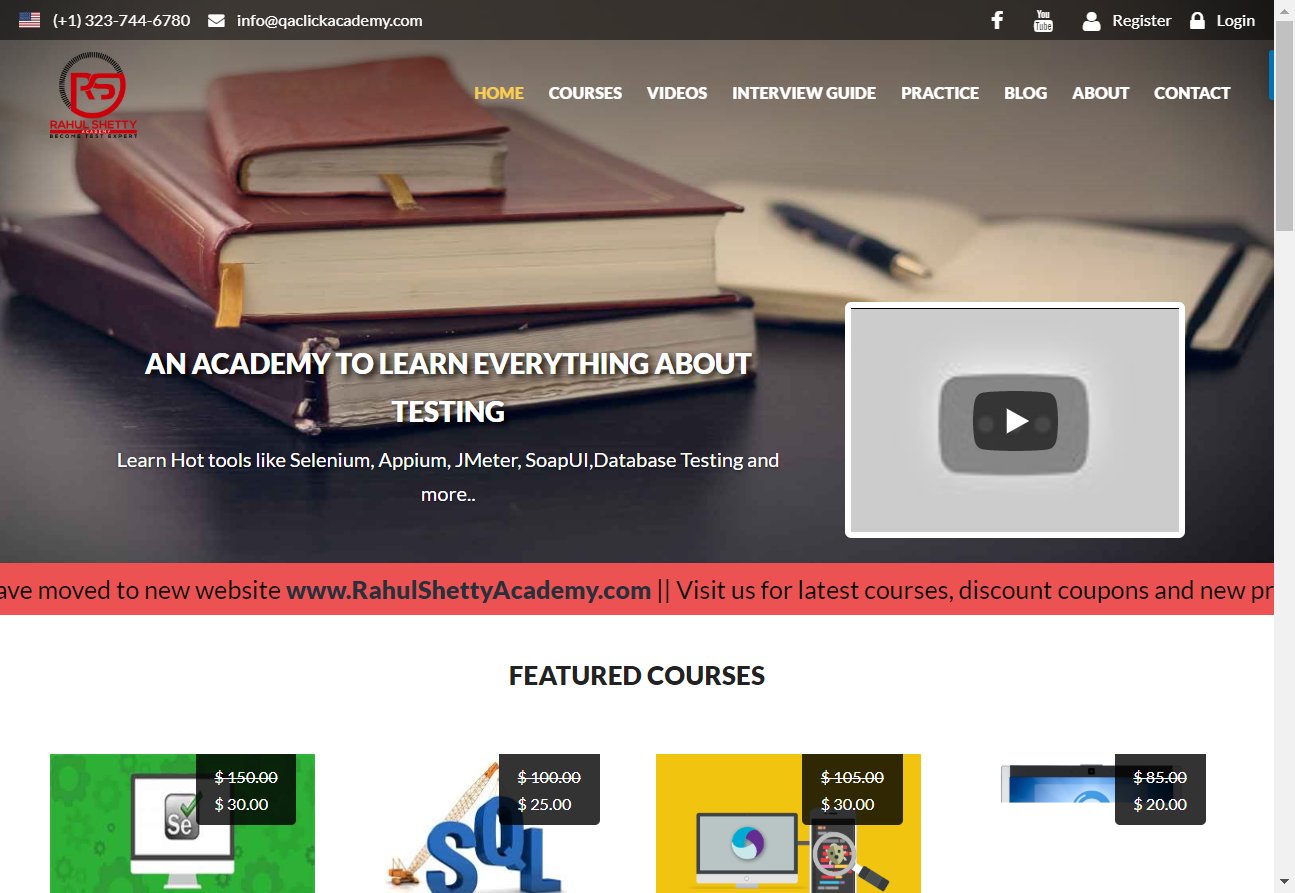 (+1) 323-744-6780 info@qaclickacademy.com
You
Tube
Register Login
RS
RAHUL SHETTY
ACADEMY
BECOME TEST EXPERT
HOME COURSES VIDEOS INTERVIEW GUIDE PRACTICE BLOG ABOUT CONTACT
AN ACADEMY TO LEARN EVERYTHING ABOUT
TESTING
Learn Hot tools like Selenium, Appium, JMeter, SoapUI,Database Testing and
more..
ave moved to new website www.RahulShettyAcademy.com || Visit us for latest courses, discount coupons and new pr
FEATURED COURSES
$ 150.00
$ 30.00
Se
$ 100.00
$ 25.00
SQL
$ 105.00
$ 30.00
$ 85.00
$ 20.00